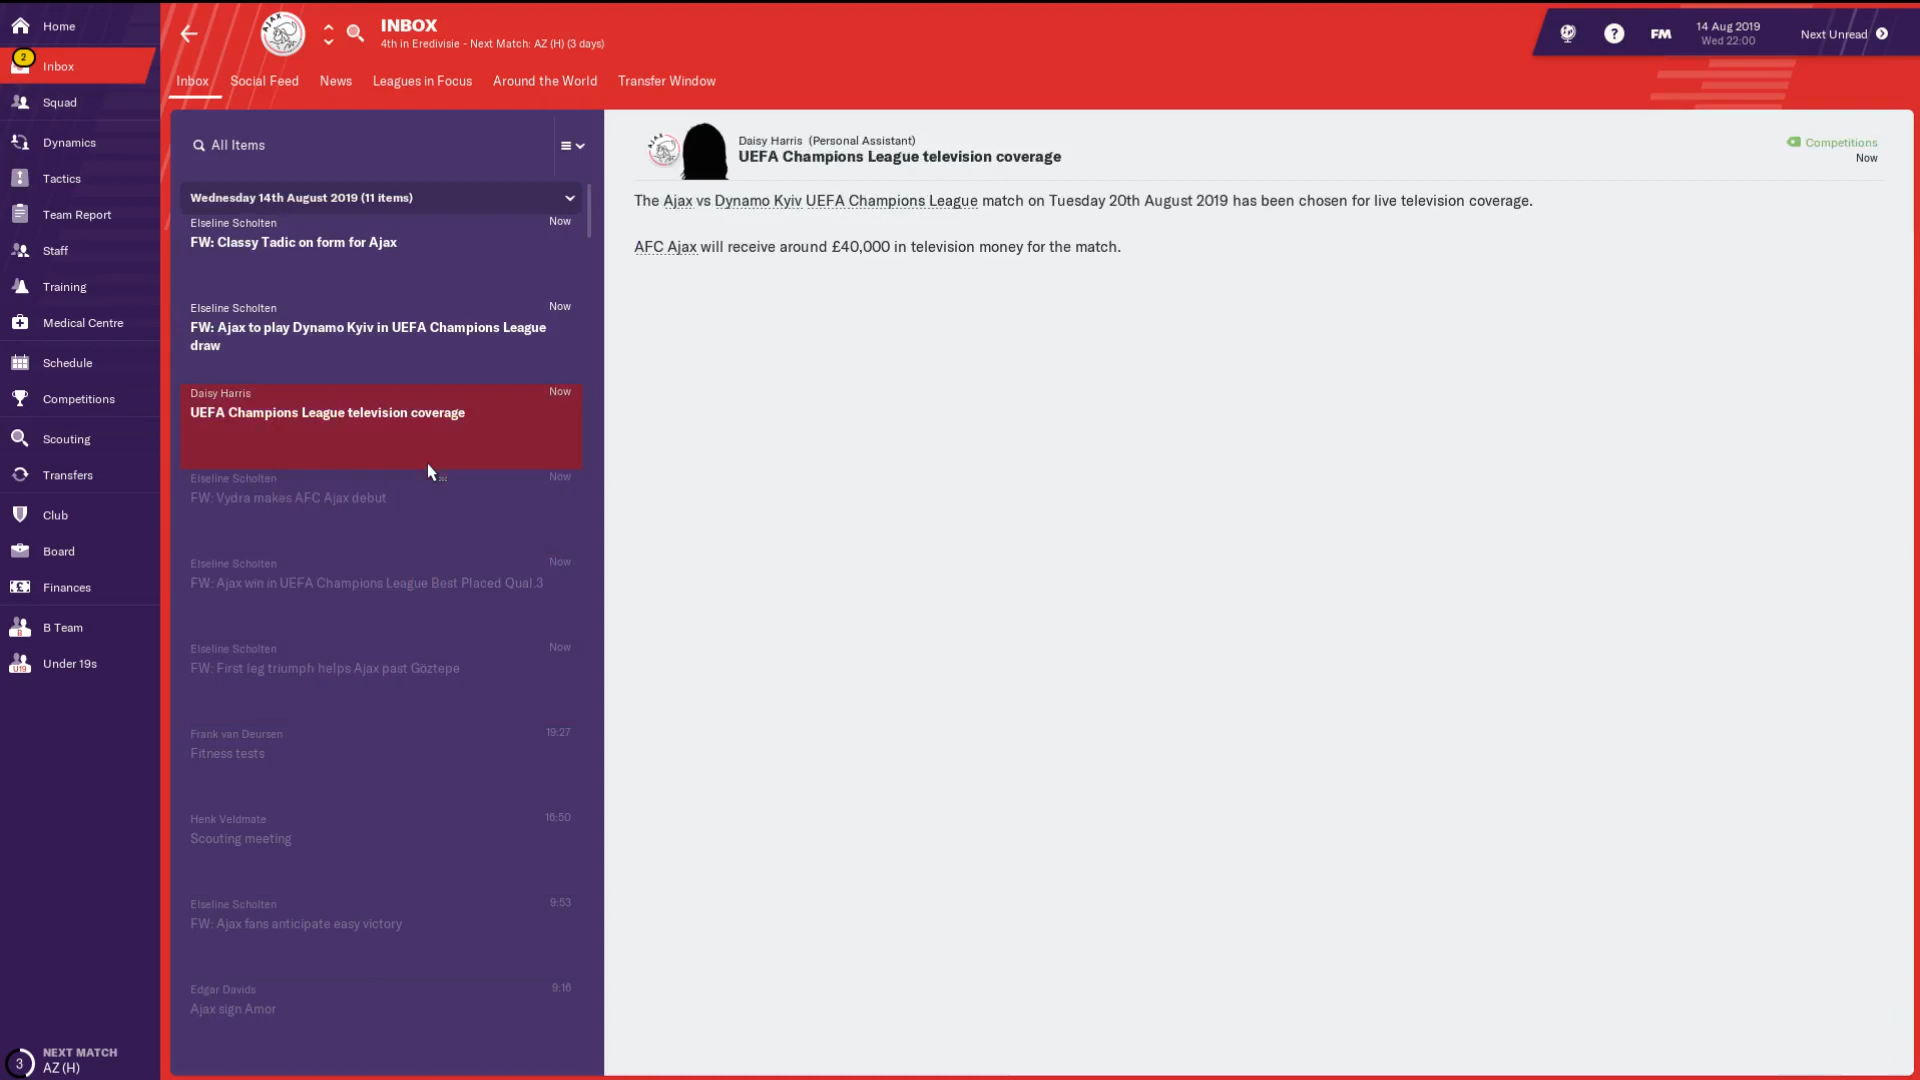 Home
2
Inbox
Squad
Dynamics
Tactics
Team Report
Staff
Training
Medical Centre
Schedule
Competitions
Scouting
Transfers
Club
Board
Finances
B Team
Under 19s
NEXT MATCH
3
AZ (H)
AJAX
INBOX
4th in Eredivisie - Next Match: AZ (H) (3 days)
FM
14 Aug 2019
Wed 22:00
Next Unread
Inbox Social Feed News Leagues in Focus Around the World Transfer Window
All Items
Wednesday 14th August 2019 (11 items)
Elseline Scholten Now
FW: Classy Tadic on form for Ajax
Elseline Scholten Now
FW: Ajax to play Dynamo Kyiv in UEFA Champions League
draw
Daisy Harris Now
UEFA Champions League television coverage
Elseline Scholten Now
FW: Vydra makes AFC Ajax debut
Elseline Scholten Now
FW: Ajax win in UEFA Champions League Best Placed Qual.3
Elseline Scholten Now
FW: First leg triumph helps Ajax past Göztepe
Frank van Deursen 19:27
Fitness tests
Henk Veldmate 16:50
Scouting meeting
Elseline Scholten 9:53
FW: Ajax fans anticipate easy victory
Edgar Davids 9:16
Ajax sign Amor
Daisy Harris (Personal Assistant)
UEFA Champions League television coverage
Competitions
Now
The Ajax vs Dynamo Kyiv UEFA Champions League match on Tuesday 20th August 2019 has been chosen for live television coverage.
AFC Ajax will receive around £40,000 in television money for the match.